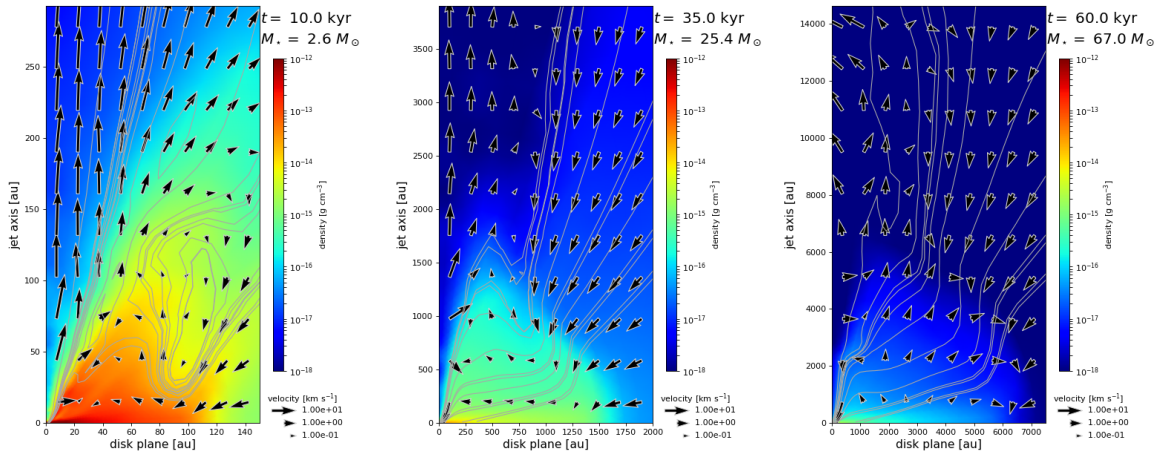 t = 10.0 kyr
M⋆ = 2.6 M⊙
250
200
150
100
50
0
jet axis [au]
0 20 40 60 80 100 120 140
disk plane [au]
10⁻¹²
10⁻¹³
10⁻¹⁴
10⁻¹⁵
10⁻¹⁶
10⁻¹⁷
10⁻¹⁸
density [g cm⁻³]
velocity [km s⁻¹]
1.00e+01
1.00e+00
1.00e-01
t = 35.0 kyr
M⋆ = 25.4 M⊙
3500
3000
2500
2000
1500
1000
500
0
jet axis [au]
0 250 500 750 1000 1250 1500 1750 2000
disk plane [au]
10⁻¹²
10⁻¹³
10⁻¹⁴
10⁻¹⁵
10⁻¹⁶
10⁻¹⁷
10⁻¹⁸
density [g cm⁻³]
velocity [km s⁻¹]
1.00e+01
1.00e+00
1.00e-01
t = 60.0 kyr
M⋆ = 67.0 M⊙
14000
12000
10000
8000
6000
4000
2000
0
jet axis [au]
0 1000 2000 3000 4000 5000 6000 7000
disk plane [au]
10⁻¹²
10⁻¹³
10⁻¹⁴
10⁻¹⁵
10⁻¹⁶
10⁻¹⁷
10⁻¹⁸
density [g cm⁻³]
velocity [km s⁻¹]
1.00e+01
1.00e+00
1.00e-01